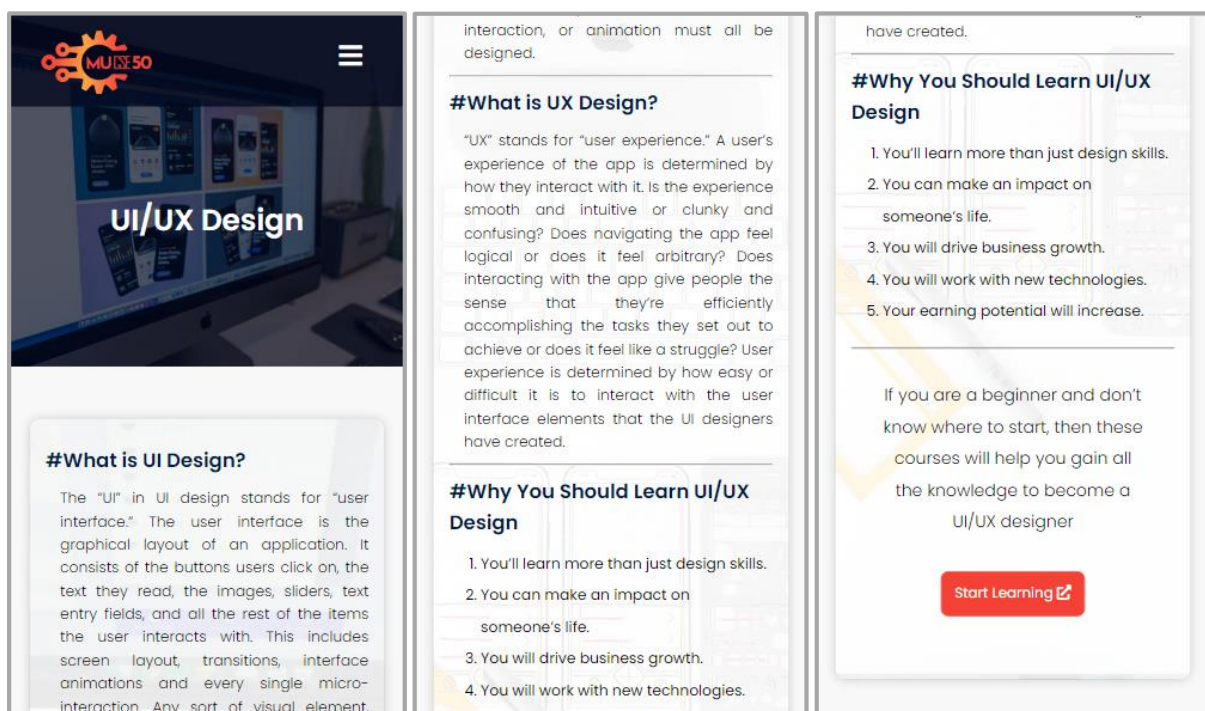 MU CSE 50
UI/UX Design
#What is UI Design?
The “UI” in UI design stands for “user
interface.” The user interface is the
graphical layout of an application. It
consists of the buttons users click on, the
text they read, the images, sliders, text
entry fields, and all the rest of the items
the user interacts with. This includes
screen layout, transitions, interface
animations and every single micro-
interaction. Any sort of visual element,
interaction, or animation must all be
designed.
#What is UX Design?
“UX” stands for “user experience.” A user’s
experience of the app is determined by
how they interact with it. Is the experience
smooth and intuitive or clunky and
confusing? Does navigating the app feel
logical or does it feel arbitrary? Does
interacting with the app give people the
sense that they’re efficiently
accomplishing the tasks they set out to
achieve or does it feel like a struggle? User
experience is determined by how easy or
difficult it is to interact with the user
interface elements that the UI designers
have created.
#Why You Should Learn UI/UX
Design
1. You’ll learn more than just design skills.
2. You can make an impact on
someone’s life.
3. You will drive business growth.
4. You will work with new technologies.
have created.
#Why You Should Learn UI/UX
Design
1. You’ll learn more than just design skills.
2. You can make an impact on
someone’s life.
3. You will drive business growth.
4. You will work with new technologies.
5. Your earning potential will increase.
If you are a beginner and don’t
know where to start, then these
courses will help you gain all
the knowledge to become a
UI/UX designer
Start Learning